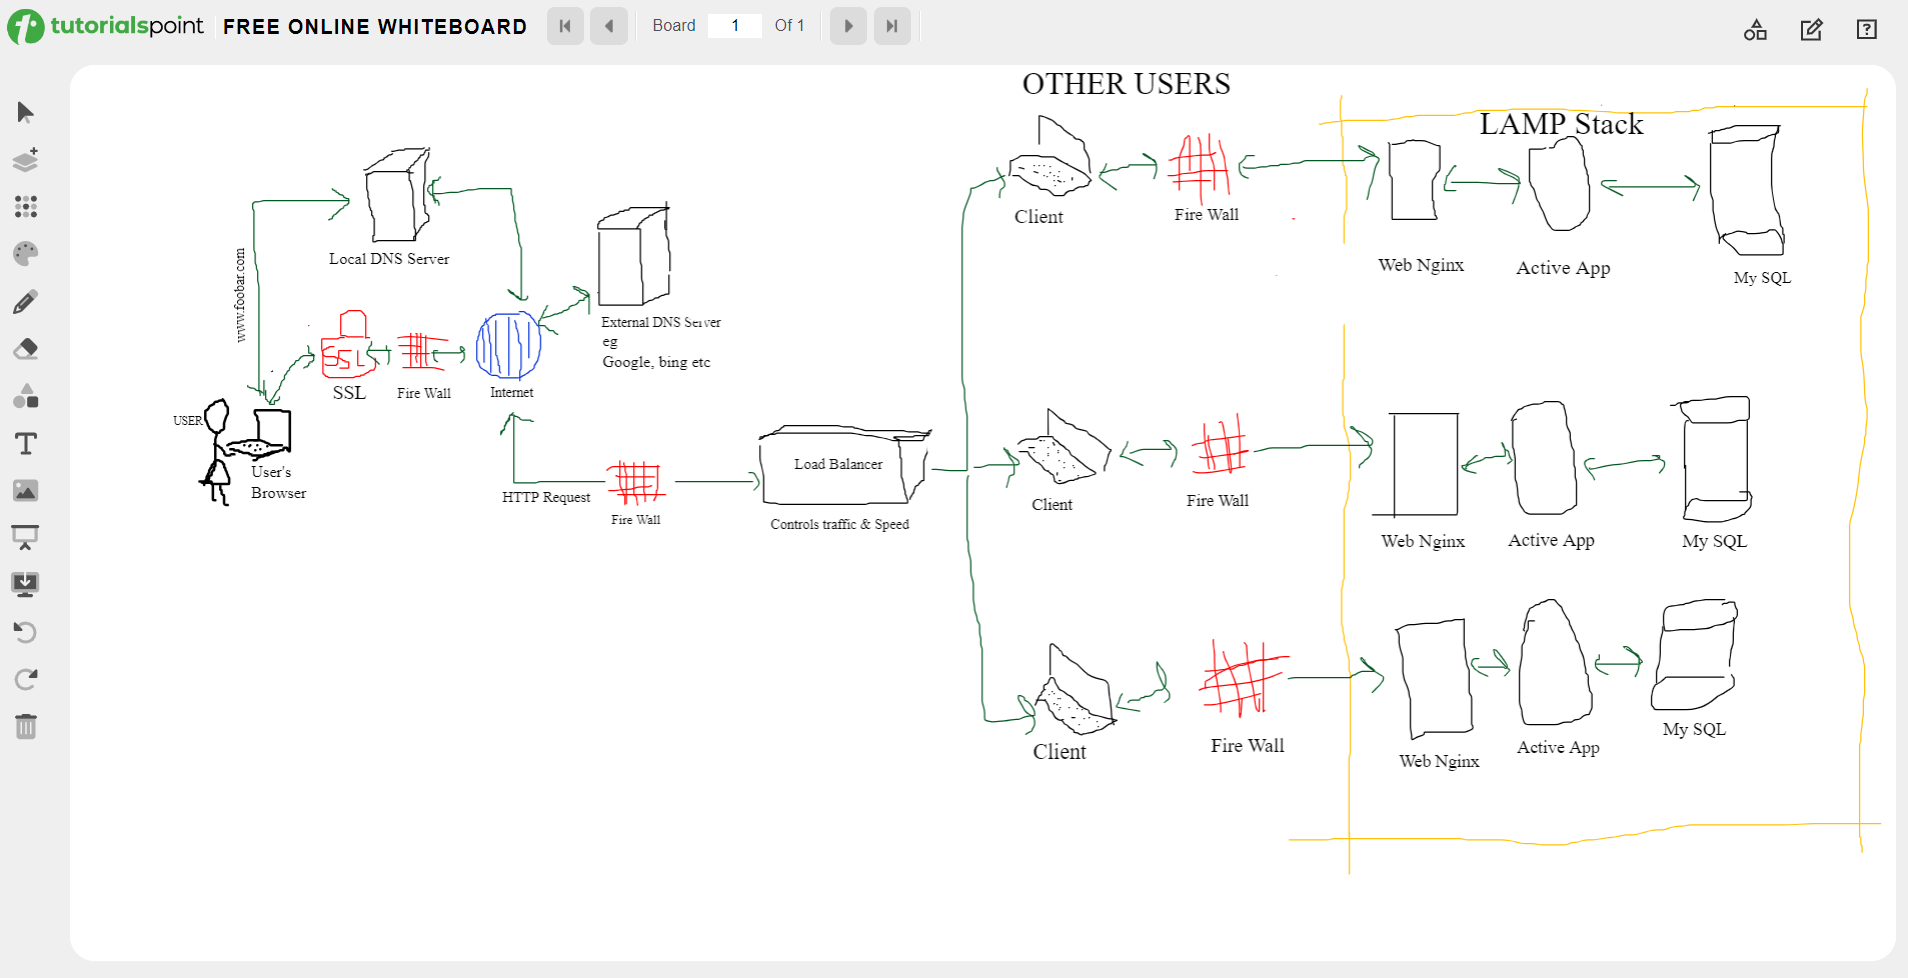 tutorialspoint
FREE ONLINE WHITEBOARD
Board 1 Of 1
OTHER USERS
LAMP Stack
Client
Fire Wall
Web Nginx
Active App
My SQL
Local DNS Server
www.foobar.com
External DNS Server
eg
Google, bing etc
SSL
SSL
Fire Wall
Internet
USER
User's
Browser
HTTP Request
Fire Wall
Load Balancer
Controls traffic & Speed
Client
Fire Wall
Web Nginx
Active App
My SQL
Client
Fire Wall
Web Nginx
Active App
My SQL